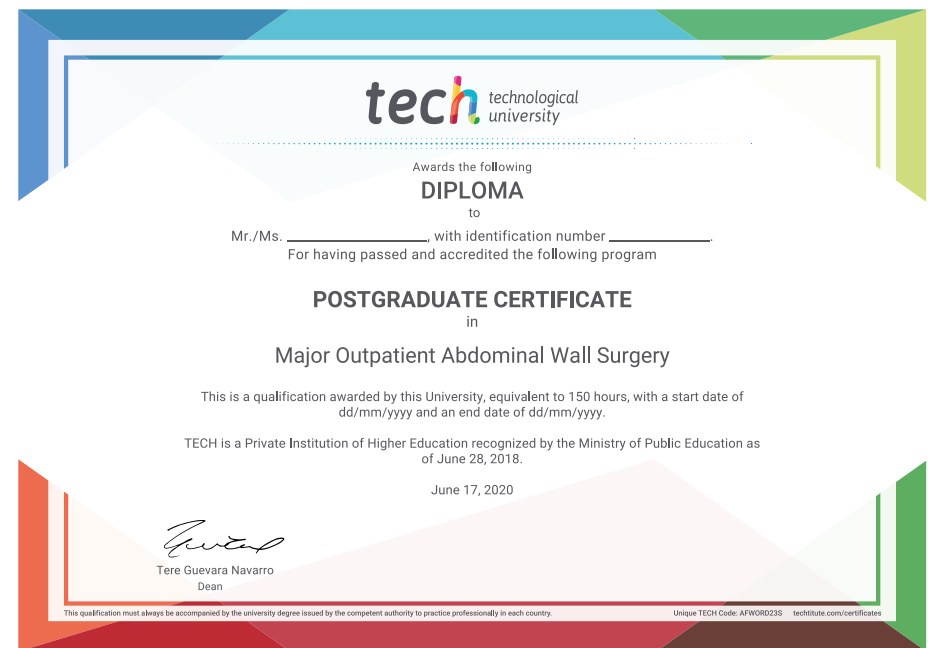 tech technological
university
Awards the following
DIPLOMA
to
Mr./Ms. ____________________, with identification number ______________.
For having passed and accredited the following program
POSTGRADUATE CERTIFICATE
in
Major Outpatient Abdominal Wall Surgery
This is a qualification awarded by this University, equivalent to 150 hours, with a start date of
dd/mm/yyyy and an end date of dd/mm/yyyy.
TECH is a Private Institution of Higher Education recognized by the Ministry of Public Education as
of June 28, 2018.
June 17, 2020
Tere Guevara Navarro
Dean
This qualification must always be accompanied by the university degree issued by the competent authority to practice professionally in each country.
Unique TECH Code: AFWORD23S techtitute.com/certificates